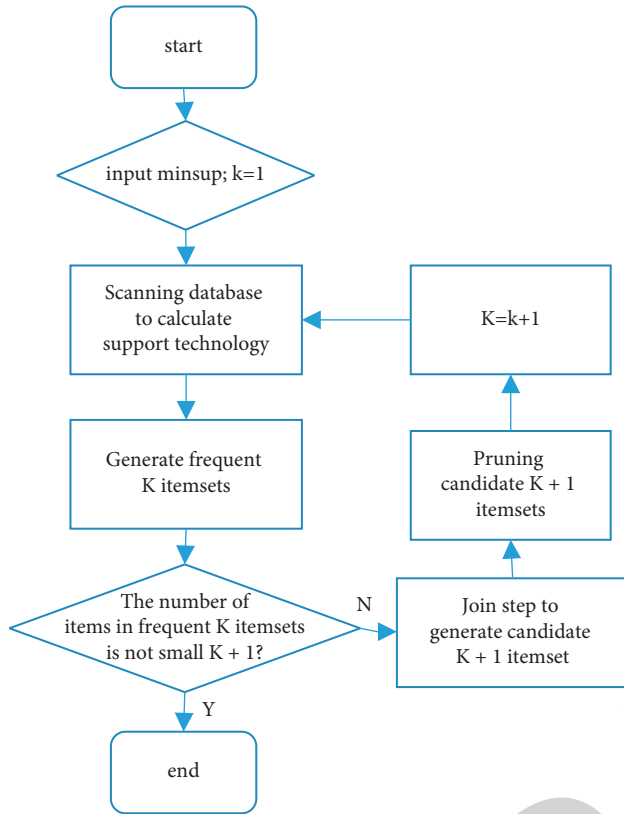 start
input minsup; k=1
Scanning database
to calculate
support technology
K=k+1
Generate frequent
K itemsets
Pruning
candidate K + 1
itemsets
The number of
items in frequent K itemsets
is not small K + 1?
N
Join step to
generate candidate
K + 1 itemset
Y
end